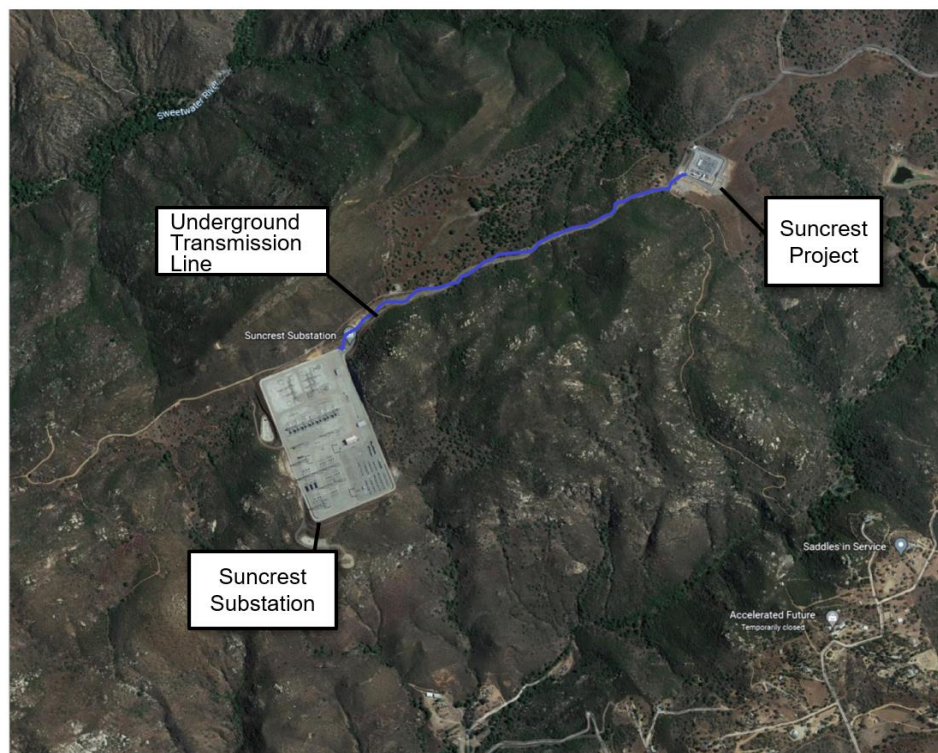 Sweetwater River
Underground
Transmission
Line
Suncrest
Project
Suncrest Substation
Suncrest
Substation
Saddles in Service
Accelerated Future
Temporarily closed